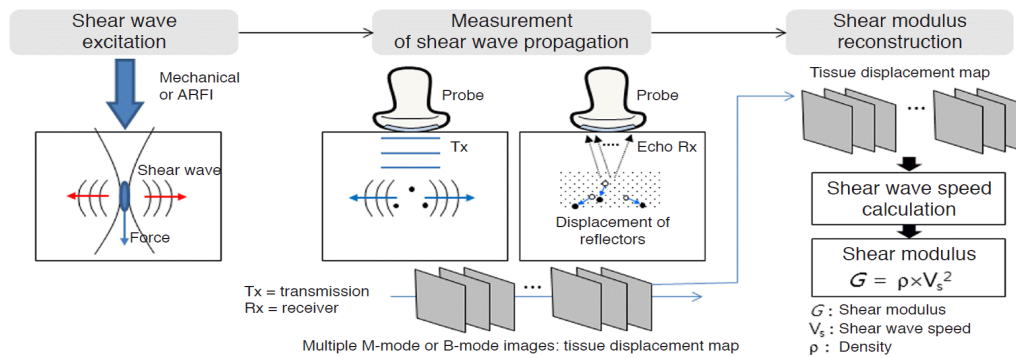 Shear wave
excitation
Measurement
of shear wave propagation
Shear modulus
reconstruction
Mechanical
or ARFI
Shear wave
Force
Probe
Tx
Probe
Echo Rx
Displacement of
reflectors
Tx = transmission
Rx = receiver
Multiple M-mode or B-mode images: tissue displacement map
Tissue displacement map
Shear wave speed
calculation
Shear modulus
G = ρ×Vs²
G : Shear modulus
Vs : Shear wave speed
ρ : Density